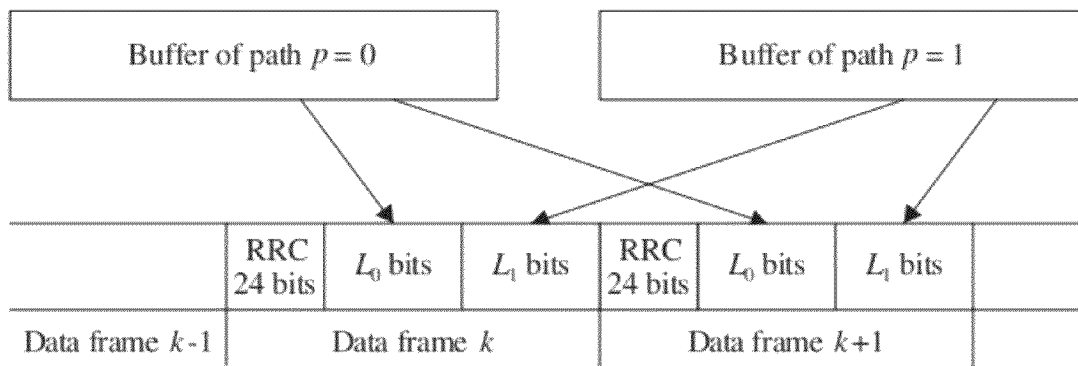 Buffer of path p = 0
Buffer of path p = 1
RRC
24 bits
L₀ bits
L₁ bits
RRC
24 bits
L₀ bits
L₁ bits
Data frame k-1
Data frame k
Data frame k+1